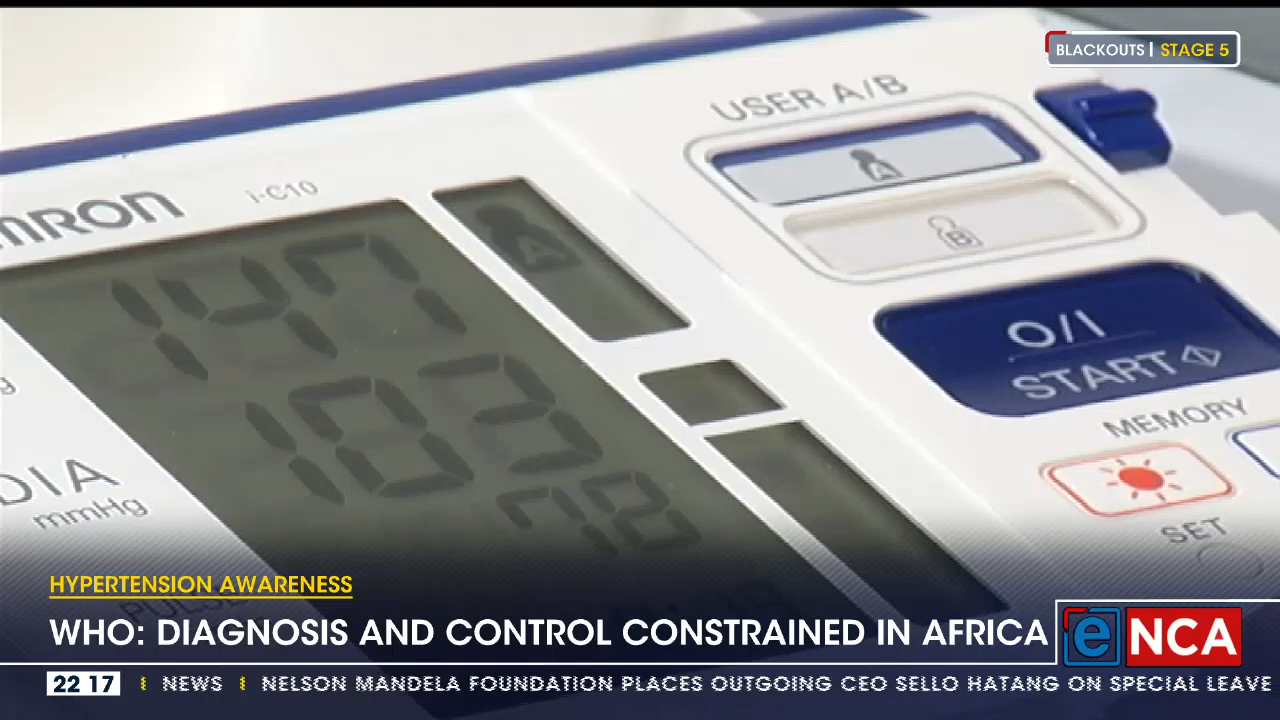 BLACKOUTS | STAGE 5
USER A/B
A
B
MRON i-C10
A
147
O/I
START
103
MEMORY
DIA
mmHg
78
SET
PULSE
HYPERTENSION AWARENESS
WHO: DIAGNOSIS AND CONTROL CONSTRAINED IN AFRICA
eNCA
22 17 NEWS NELSON MANDELA FOUNDATION PLACES OUTGOING CEO SELLO HATANG ON SPECIAL LEAVE